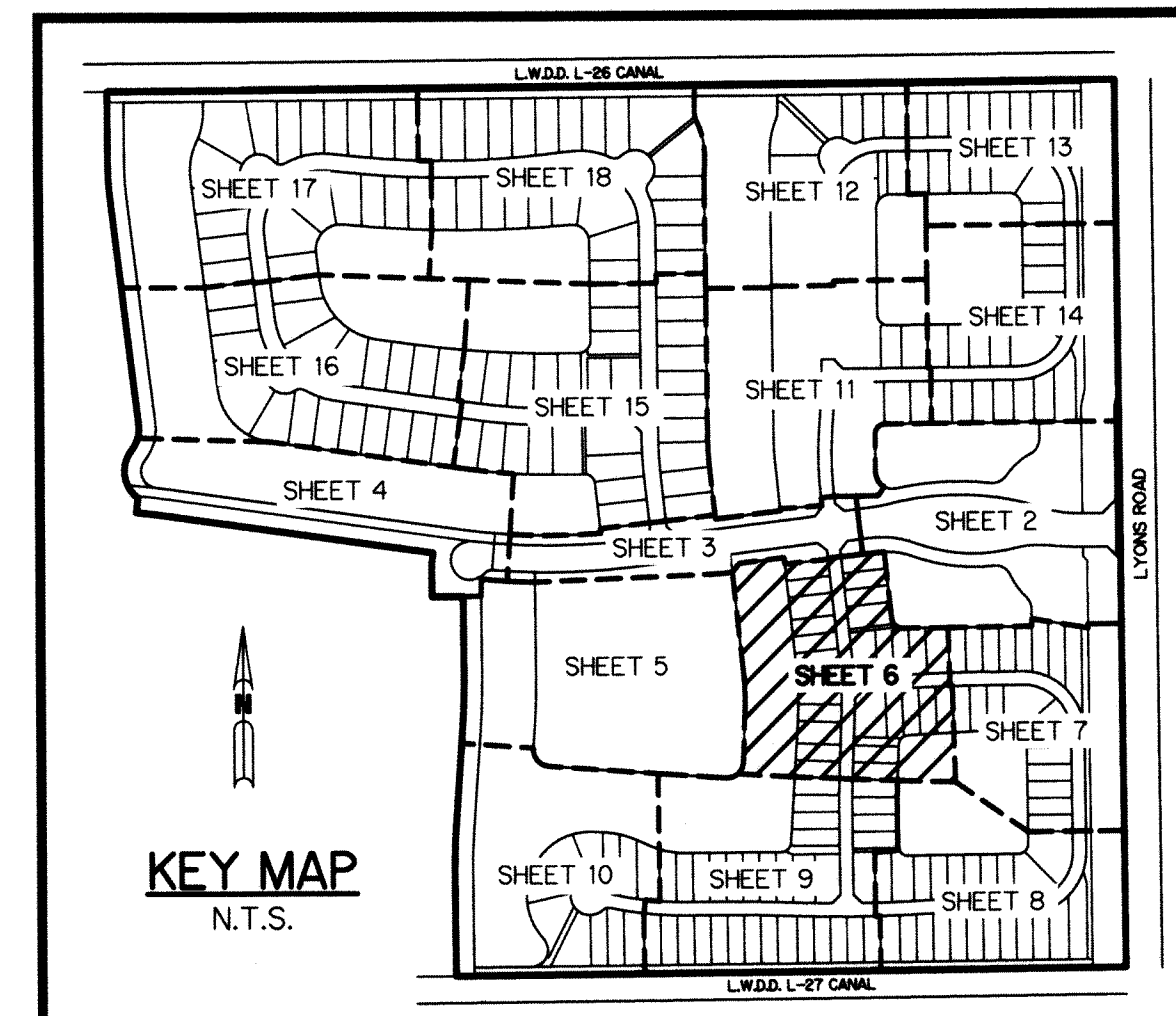 L.W.D.D. L-26 CANAL
SHEET 13
SHEET 17
SHEET 18
SHEET 12
SHEET 14
SHEET 16
SHEET 11
SHEET 15
SHEET 4
SHEET 2
LYONS ROAD
SHEET 3
SHEET 5
SHEET 6
N
SHEET 7
KEY MAP
N.T.S.
SHEET 10
SHEET 9
SHEET 8
L.W.D.D. L-27 CANAL